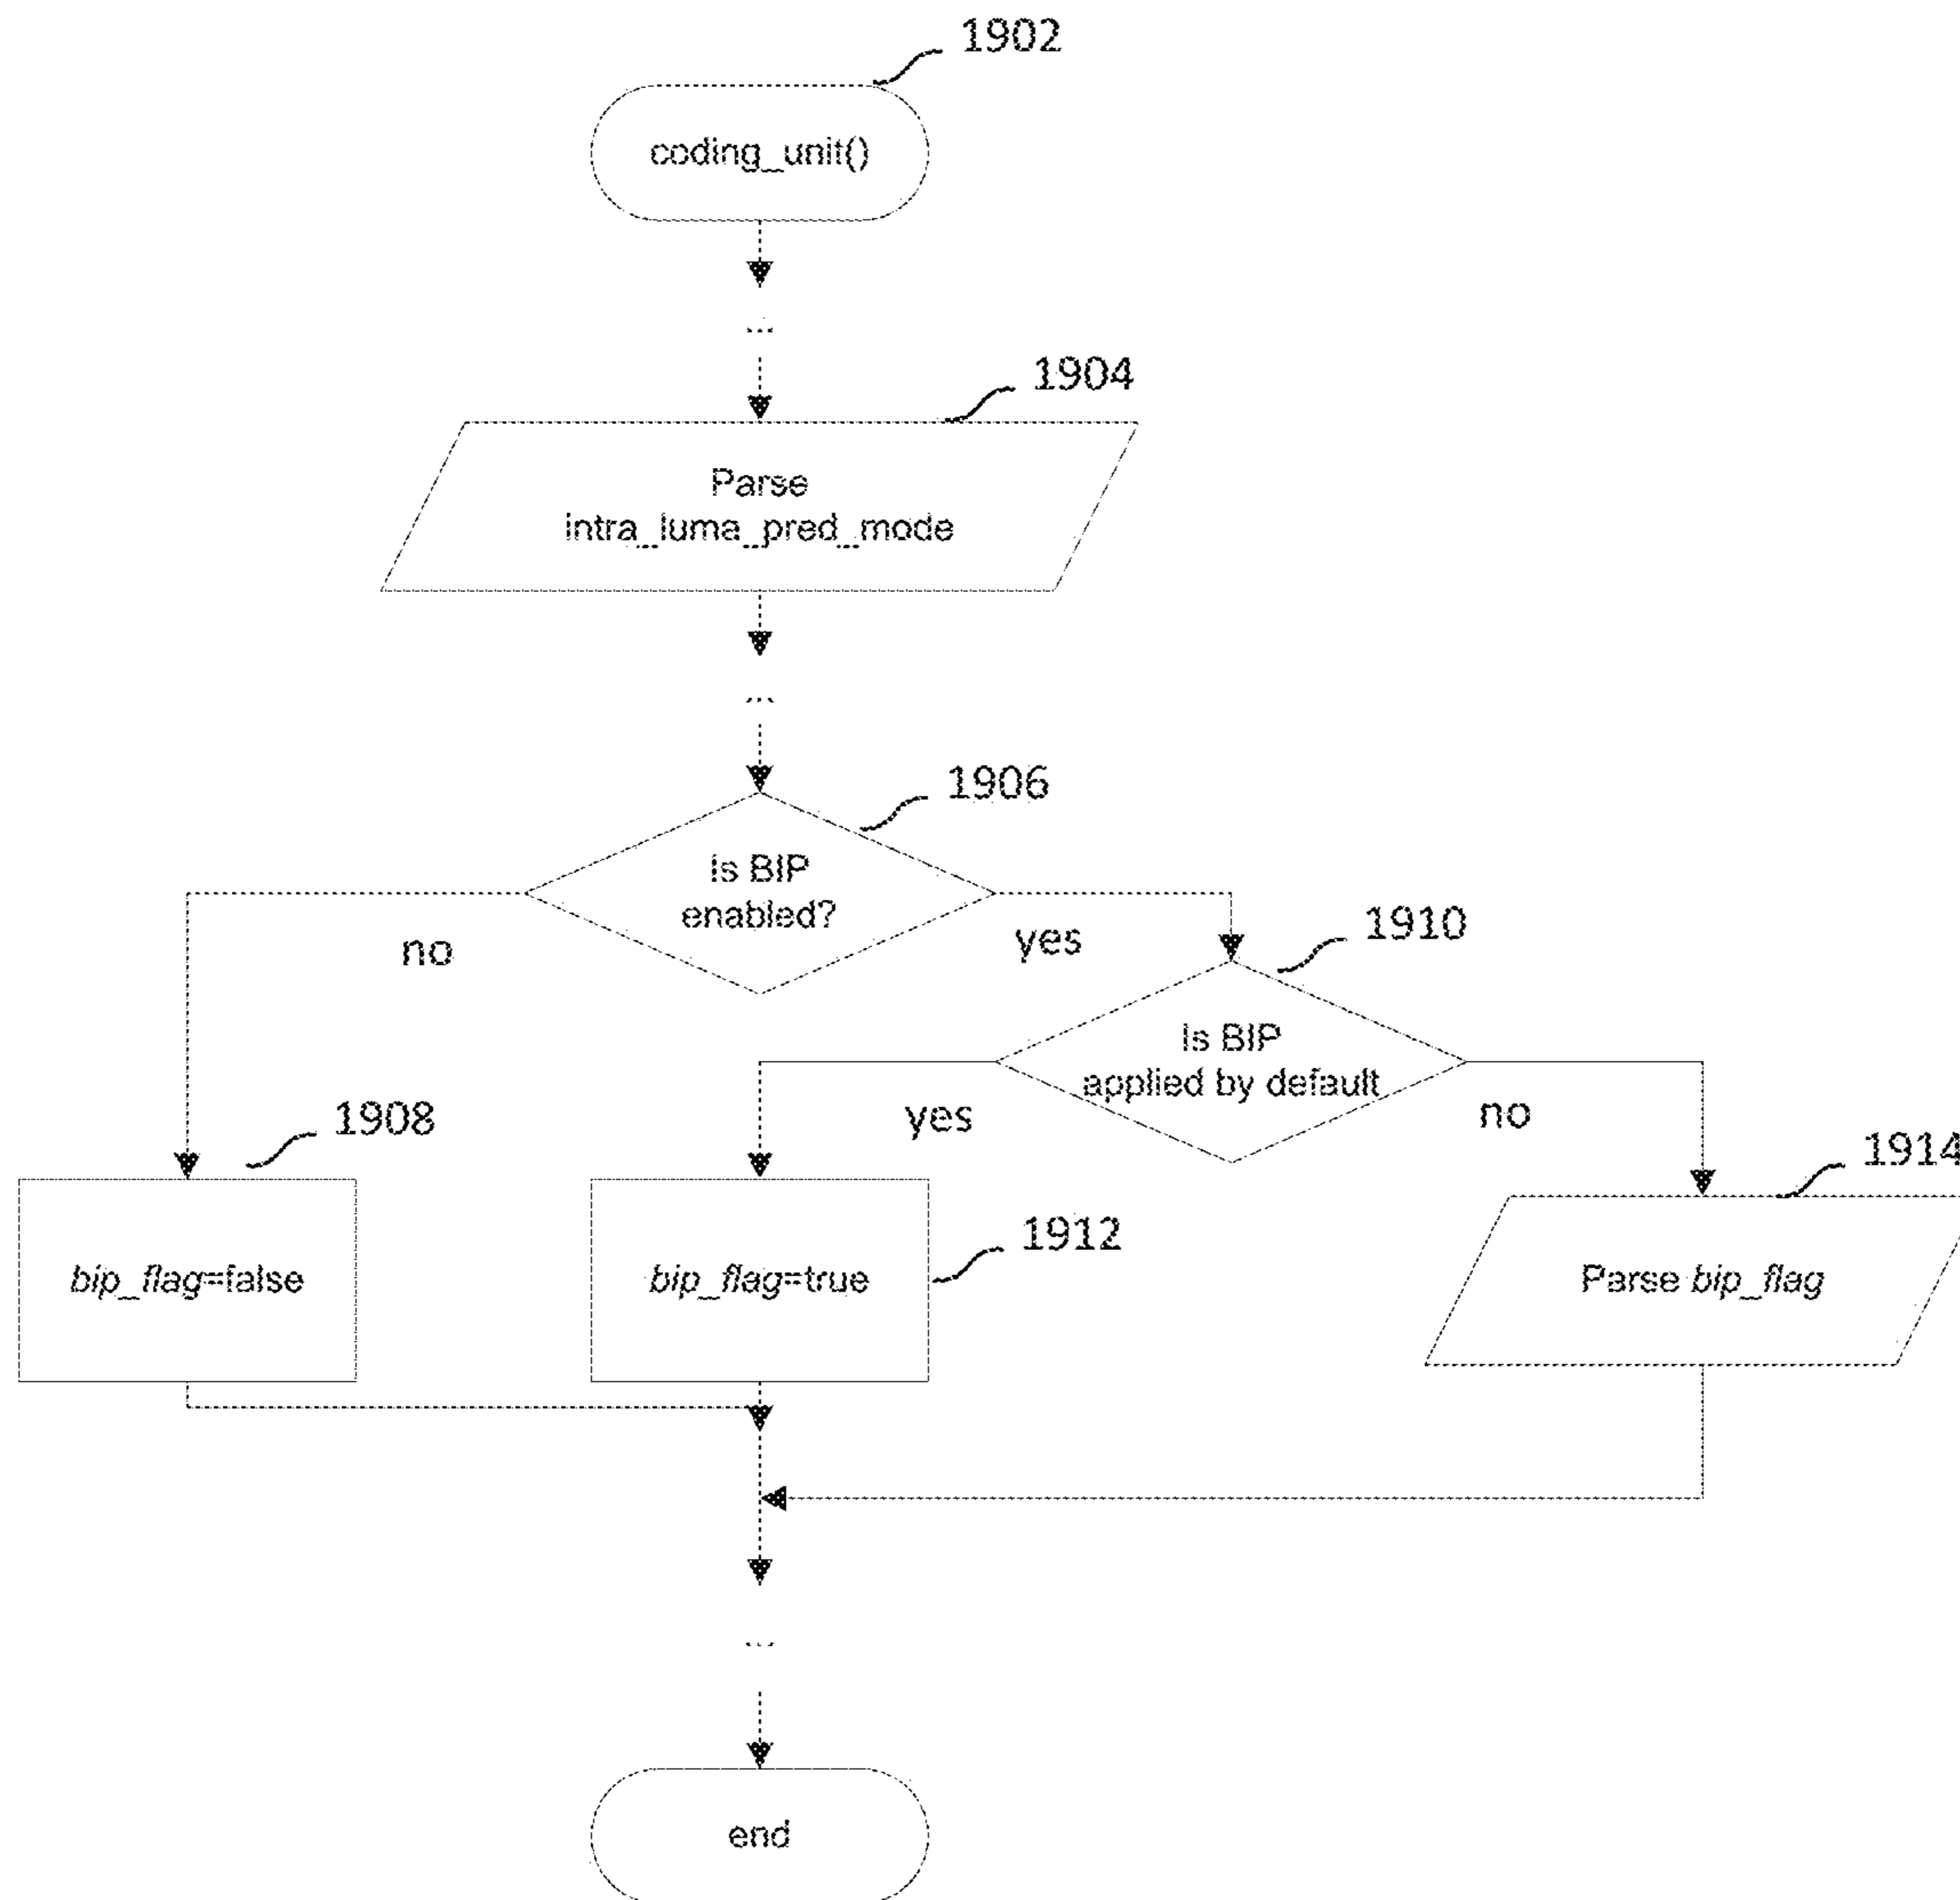 1902
coding_unit()
...
1904
Parse
intra_luma_pred_mode
...
1906
Is BIP
enabled?
no
yes
1910
Is BIP
applied by default
yes
no
1908
1914
bip_flag=false
bip_flag=true
1912
Parse bip_flag
...
end